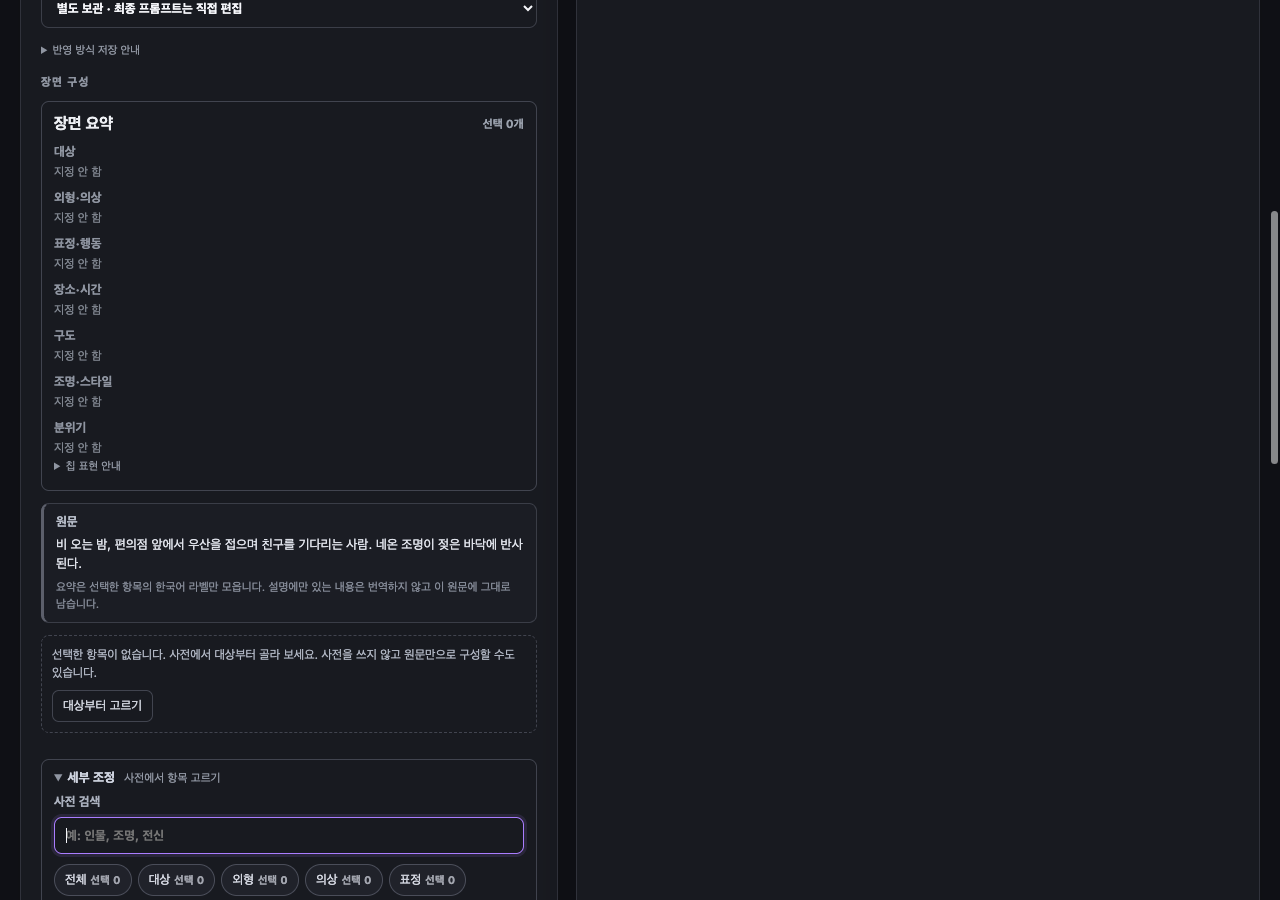 별도 보관 · 최종 프롬프트는 직접 편집
반영 방식 저장 안내
장면 구성
장면 요약
선택 0개
대상
지정 안 함
외형·의상
지정 안 함
표정·행동
지정 안 함
장소·시간
지정 안 함
구도
지정 안 함
조명·스타일
지정 안 함
분위기
지정 안 함
칩 표현 안내
원문
비 오는 밤, 편의점 앞에서 우산을 접으며 친구를 기다리는 사람. 네온 조명이 젖은 바닥에 반사
된다.
요약은 선택한 항목의 한국어 라벨만 모읍니다. 설명에만 있는 내용은 번역하지 않고 이 원문에 그대로
남습니다.
선택한 항목이 없습니다. 사전에서 대상부터 골라 보세요. 사전을 쓰지 않고 원문만으로 구성할 수도
있습니다.
대상부터 고르기
세부 조정 사전에서 항목 고르기
사전 검색
예: 인물, 조명, 전신
전체 선택 0 대상 선택 0 외형 선택 0 의상 선택 0 표정 선택 0